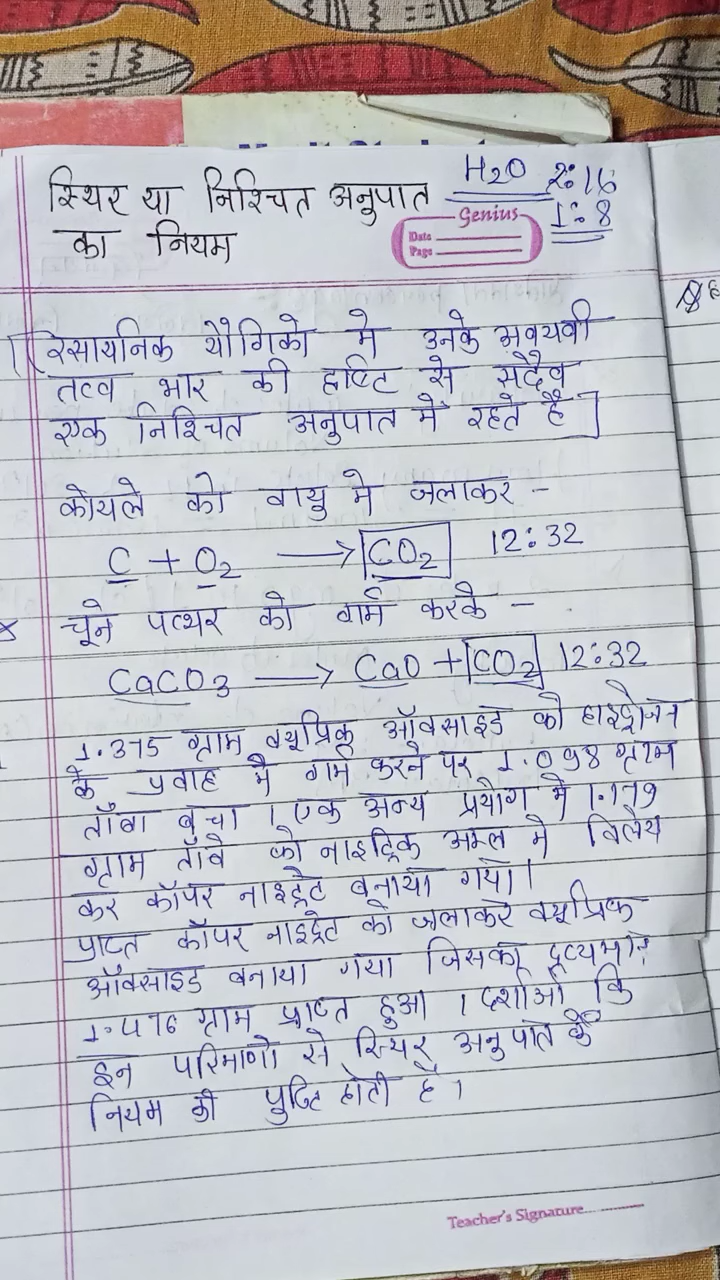 H2O 2:16
स्थिर या निश्चित अनुपात
1:8
का नियम
Genius
Date
Page
रसायनिक यौगिको मे उनके अवयवी
तत्व भार की दृष्टि से सदैव
एक निश्चित अनुपात में रहते है]
कोयले को वायु मे जलाकर -
C + O2 ⟶ CO2 12:32
चूने पत्थर को गर्म करके -
CaCO3 ⟶ CaO + CO2 12:32
1.375 ग्राम क्यूप्रिक ऑक्साइड को हाइड्रोजन
के प्रवाह मे गर्म करने पर 1.098 ग्राम
ताँबा बचा। एक अन्य प्रयोग मे 1.179
ग्राम ताँबे को नाइट्रिक अम्ल मे विलेय
कर कॉपर नाइट्रेट बनाया गया।
प्राप्त कॉपर नाइट्रेट को जलाकर क्यूप्रिक
ऑक्साइड बनाया गया जिसका द्रव्यमान
1.476 ग्राम प्राप्त हुआ। दर्शाओ कि
इन परिमाणो से स्थिर अनुपात के
नियम की पुष्टि होती है।
Teacher's Signature